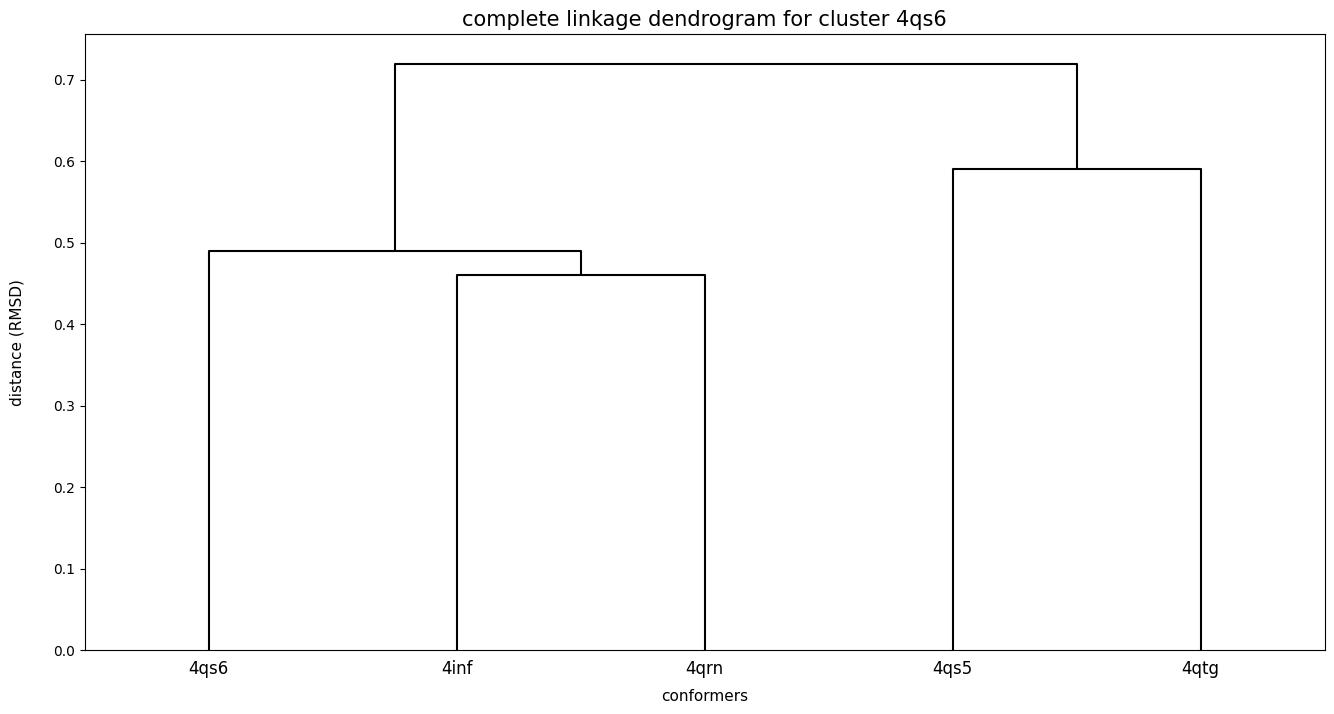 complete linkage dendrogram for cluster 4qs6
distance (RMSD)
0.7
0.6
0.5
0.4
0.3
0.2
0.1
0.0
4qs6 4inf 4qrn 4qs5 4qtg
conformers